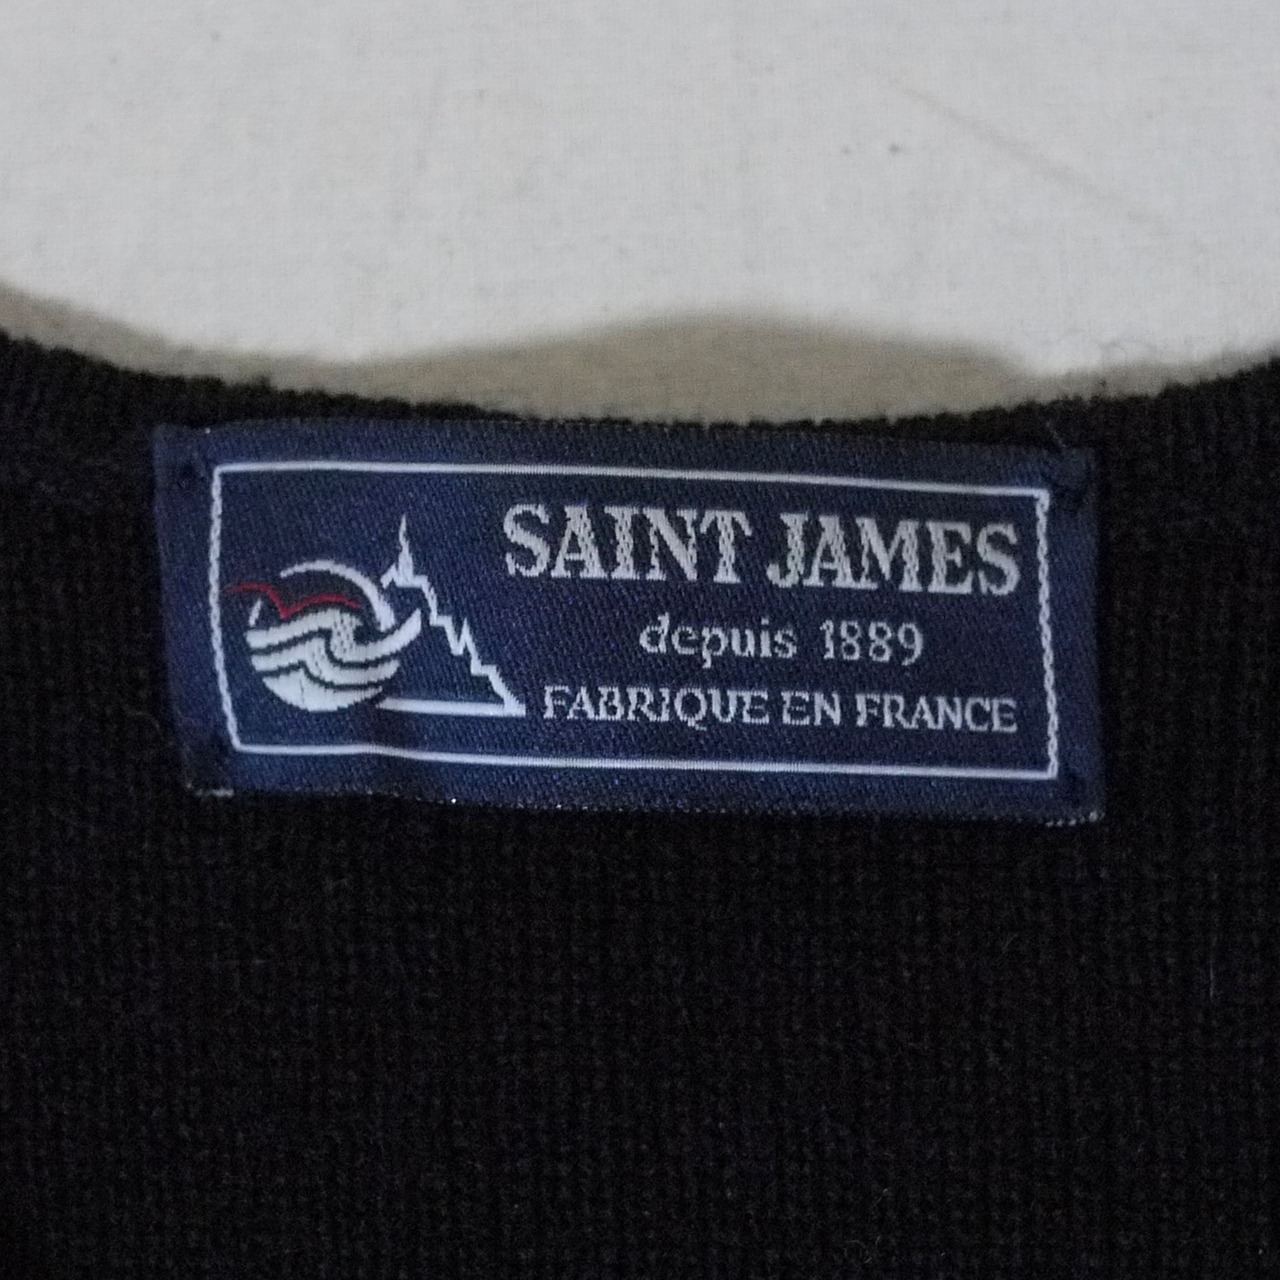 SAINT JAMES
depuis 1889
FABRIQUE EN FRANCE